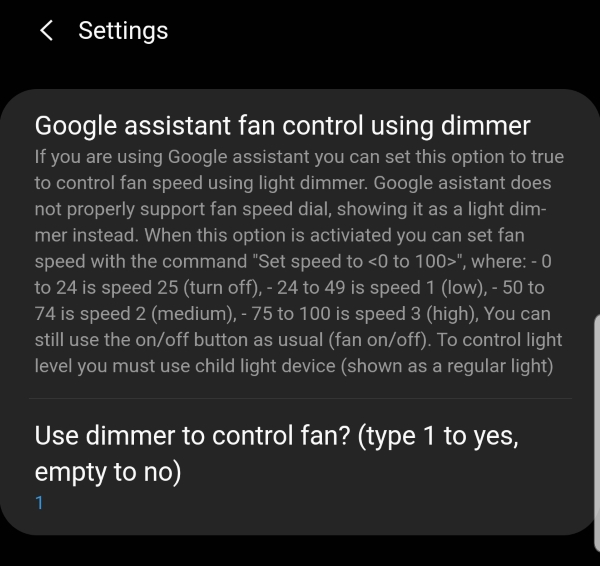 Settings
Google assistant fan control using dimmer
If you are using Google assistant you can set this option to true
to control fan speed using light dimmer. Google asistant does
not properly support fan speed dial, showing it as a light dim-
mer instead. When this option is activiated you can set fan
speed with the command "Set speed to <0 to 100>", where: - 0
to 24 is speed 25 (turn off), - 24 to 49 is speed 1 (low), - 50 to
74 is speed 2 (medium), - 75 to 100 is speed 3 (high), You can
still use the on/off button as usual (fan on/off). To control light
level you must use child light device (shown as a regular light)
Use dimmer to control fan? (type 1 to yes,
empty to no)
1